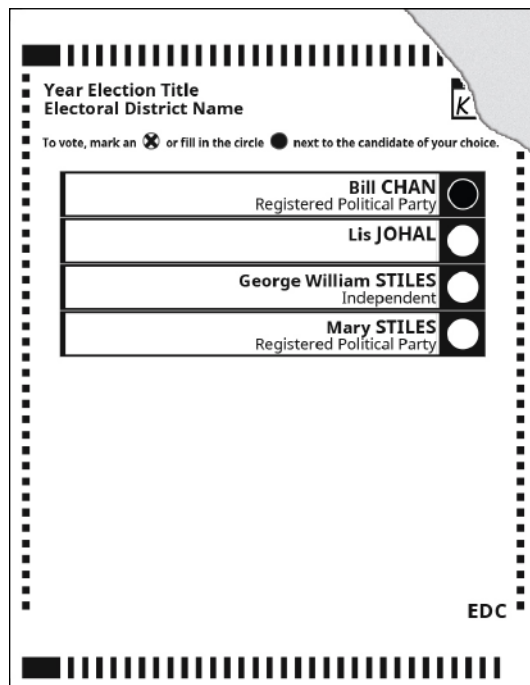 Year Election Title
Electoral District Name
K
To vote, mark an or fill in the circle next to the candidate of your choice.
Bill CHAN
Registered Political Party
Lis JOHAL
George William STILES
Independent
Mary STILES
Registered Political Party
EDC